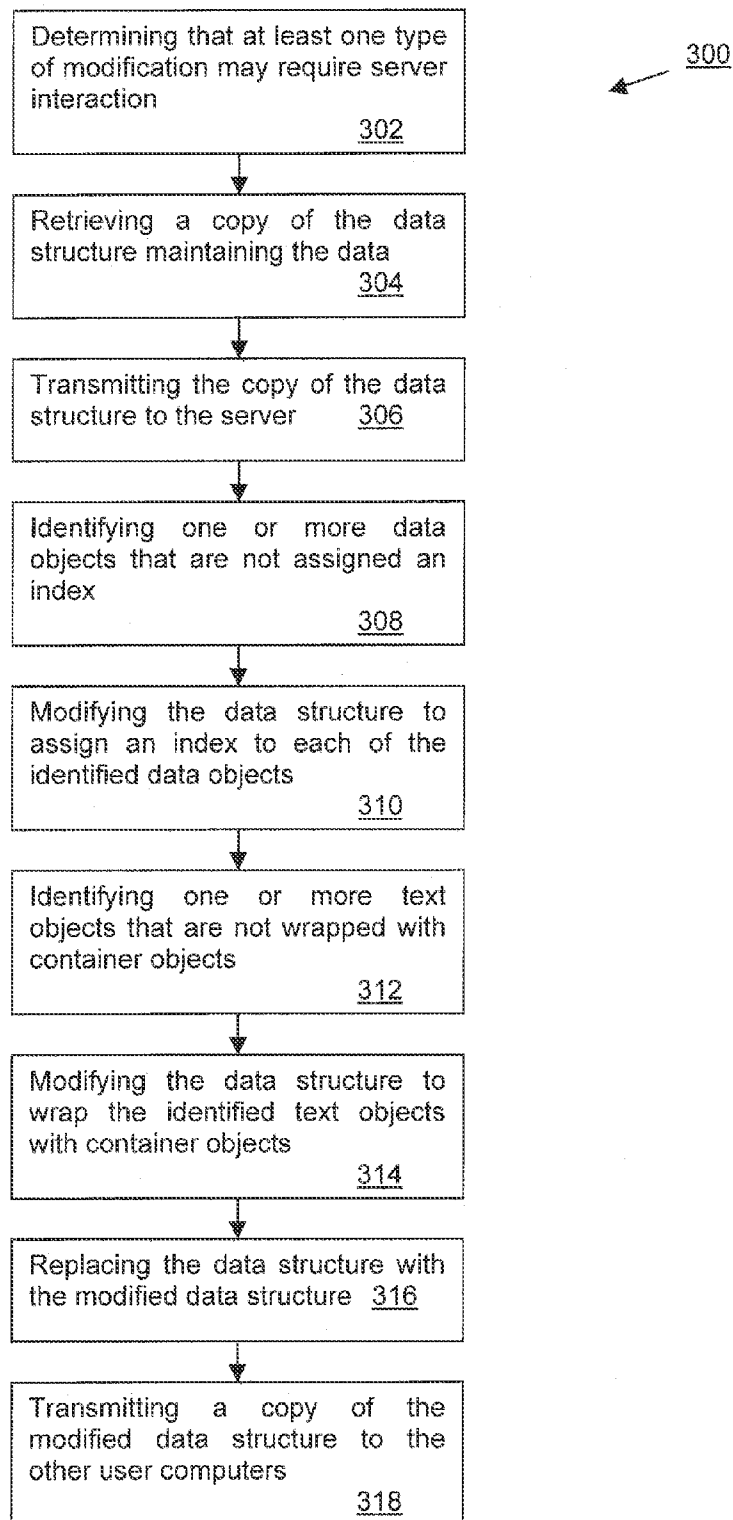 Determining that at least one type
of modification may require server
interaction
302
300
Retrieving a copy of the data
structure maintaining the data
304
Transmitting the copy of the data
structure to the server 306
Identifying one or more data
objects that are not assigned an
index
308
Modifying the data structure to
assign an index to each of the
identified data objects
310
Identifying one or more text
objects that are not wrapped with
container objects
312
Modifying the data structure to
wrap the identified text objects
with container objects
314
Replacing the data structure with
the modified data structure 316
Transmitting a copy of the
modified data structure to the
other user computers
318